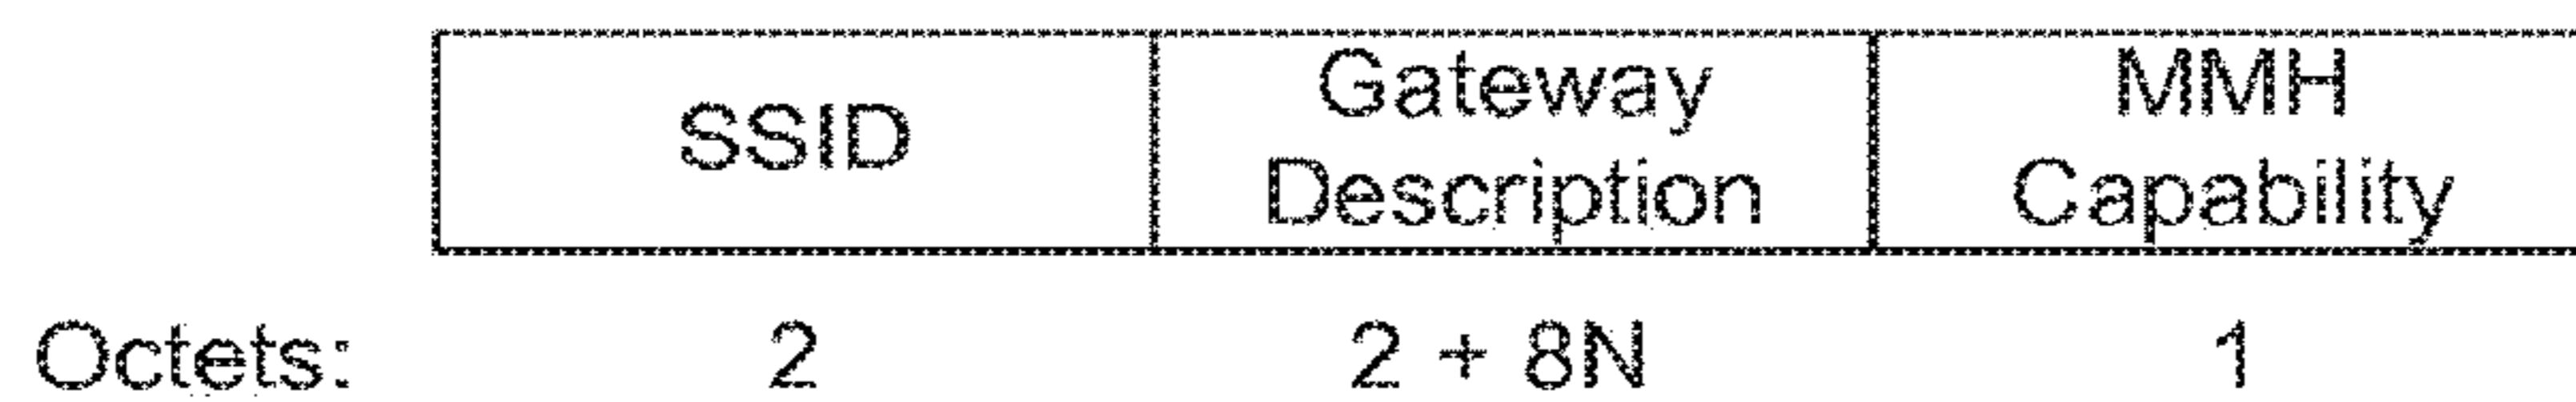 SSID
Gateway
Description
MMH
Capability
Octets: 2 2 + 8N 1